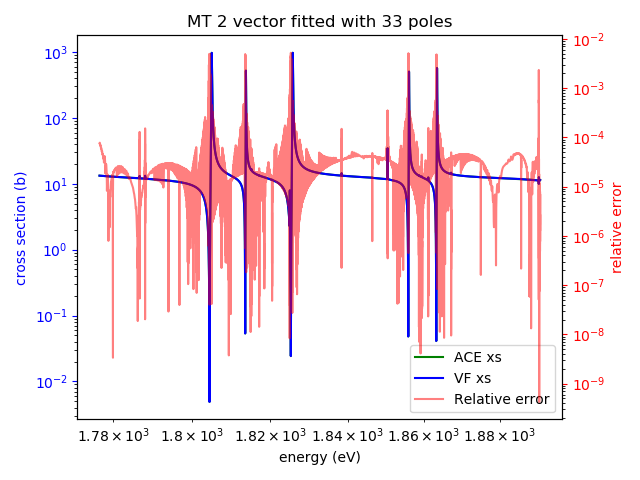 MT 2 vector fitted with 33 poles
cross section (b)
10³
10²
10¹
10⁰
10⁻¹
10⁻²
10⁻²
10⁻³
10⁻⁴
10⁻⁵
10⁻⁶
10⁻⁷
10⁻⁸
10⁻⁹
relative error
ACE xs
VF xs
Relative error
1.78 × 10³ 1.8 × 10³ 1.82 × 10³ 1.84 × 10³ 1.86 × 10³ 1.88 × 10³
energy (eV)